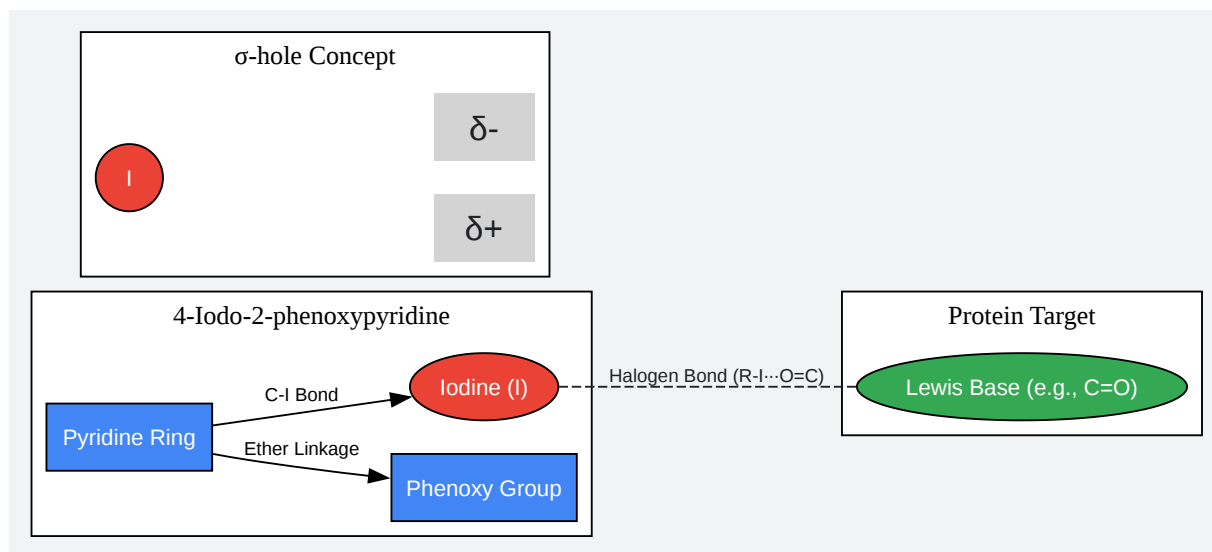 σ-hole Concept
δ-
I
δ+
4-Iodo-2-phenoxypyridine
Protein Target
C-I Bond
Iodine (I)
Halogen Bond (R-I···O=C)
Lewis Base (e.g., C=O)
Pyridine Ring
Ether Linkage
Phenoxy Group